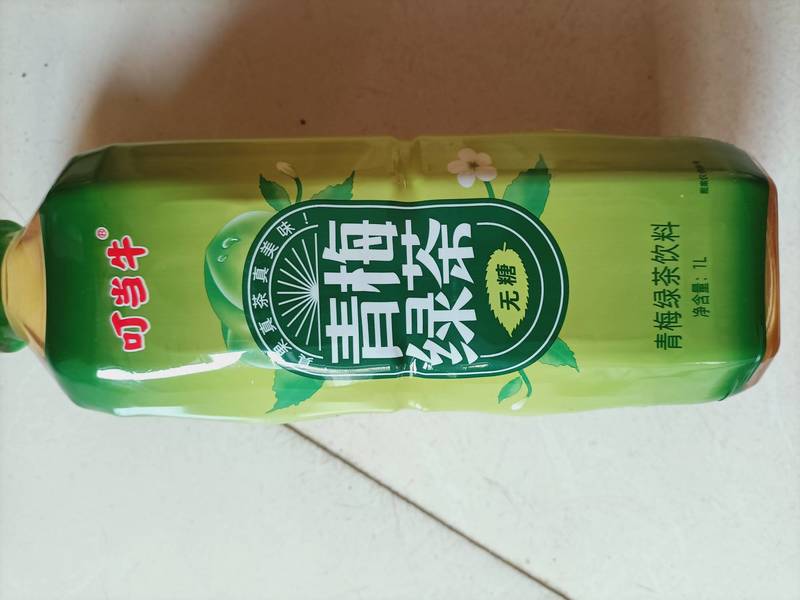 叮当牛®
真果真茶真美味!
青梅
绿茶
无糖
青梅绿茶饮料
净含量：1L